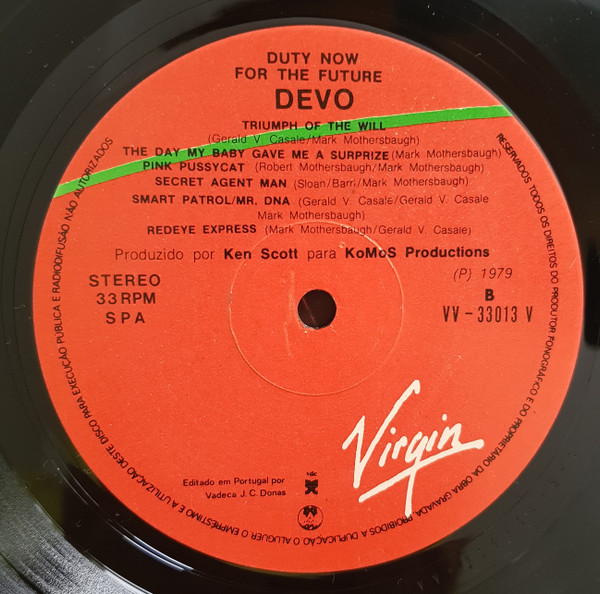 DUTY NOW
FOR THE FUTURE
DEVO
TRIUMPH OF THE WILL
(Gerald V. Casale/Mark Mothersbaugh)
THE DAY MY BABY GAVE ME A SURPRIZE (Mark Mothersbaugh)
PINK PUSSYCAT (Robert Mothersbaugh/Mark Mothersbaugh)
SECRET AGENT MAN (Sloan/Barri/Mark Mothersbaugh)
SMART PATROL/MR. DNA (Gerald V. Casale/Gerald V. Casale
Mark Mothersbaugh)
REDEYE EXPRESS (Mark Mothersbaugh/Gerald V. Casale)
Produzido por Ken Scott para KoMoS Productions
STEREO
33 RPM
SPA
(P) 1979
B
VV-33013 V
Virgin
Editado em Portugal por
Vadeca J.C. Donas
RESERVADOS TODOS OS DIREITOS DO PRODUTOR FONOGRÁFICO E DO PROPRIETÁRIO DA OBRA GRAVADA. PROIBIDOS A DUPLICAÇÃO O ALUGUER O EMPRÉSTIMO E A UTILIZAÇÃO DESTE DISCO PARA EXECUÇÃO PÚBLICA E RADIODIFUSÃO NÃO AUTORIZADOS